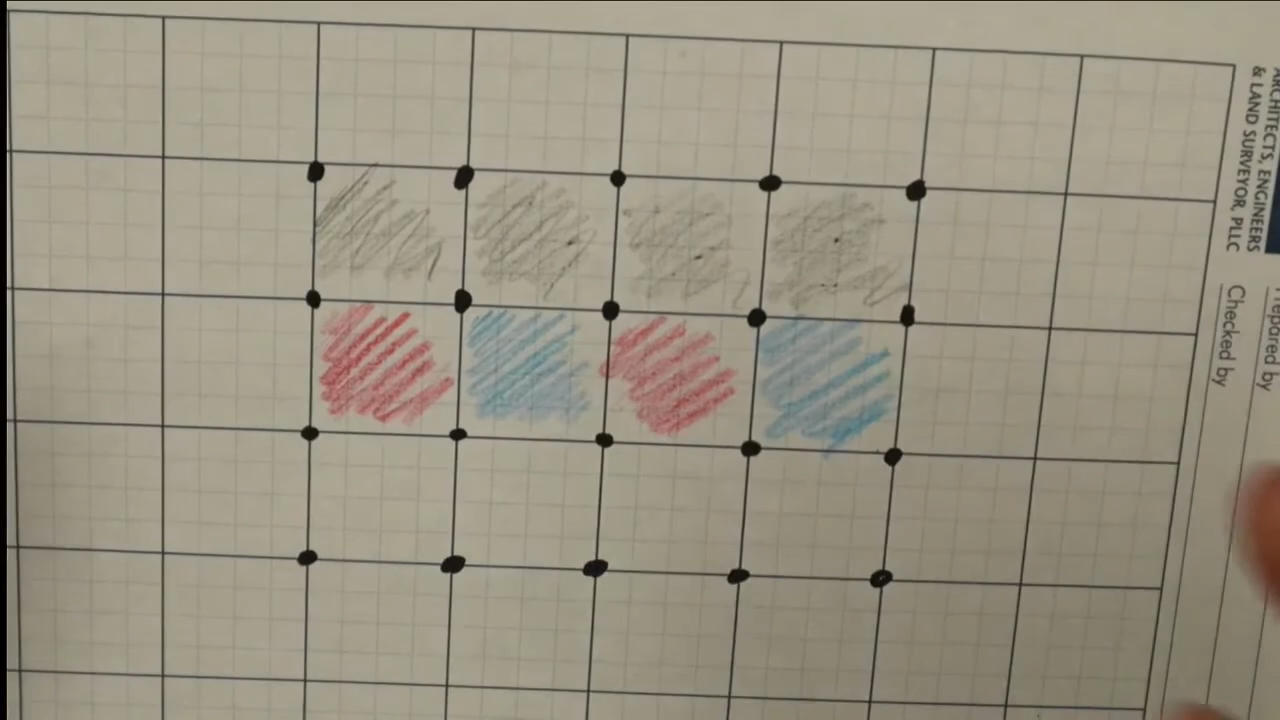 ARCHITECTS, ENGINEERS
& LAND SURVEYOR, PLLC
Checked by